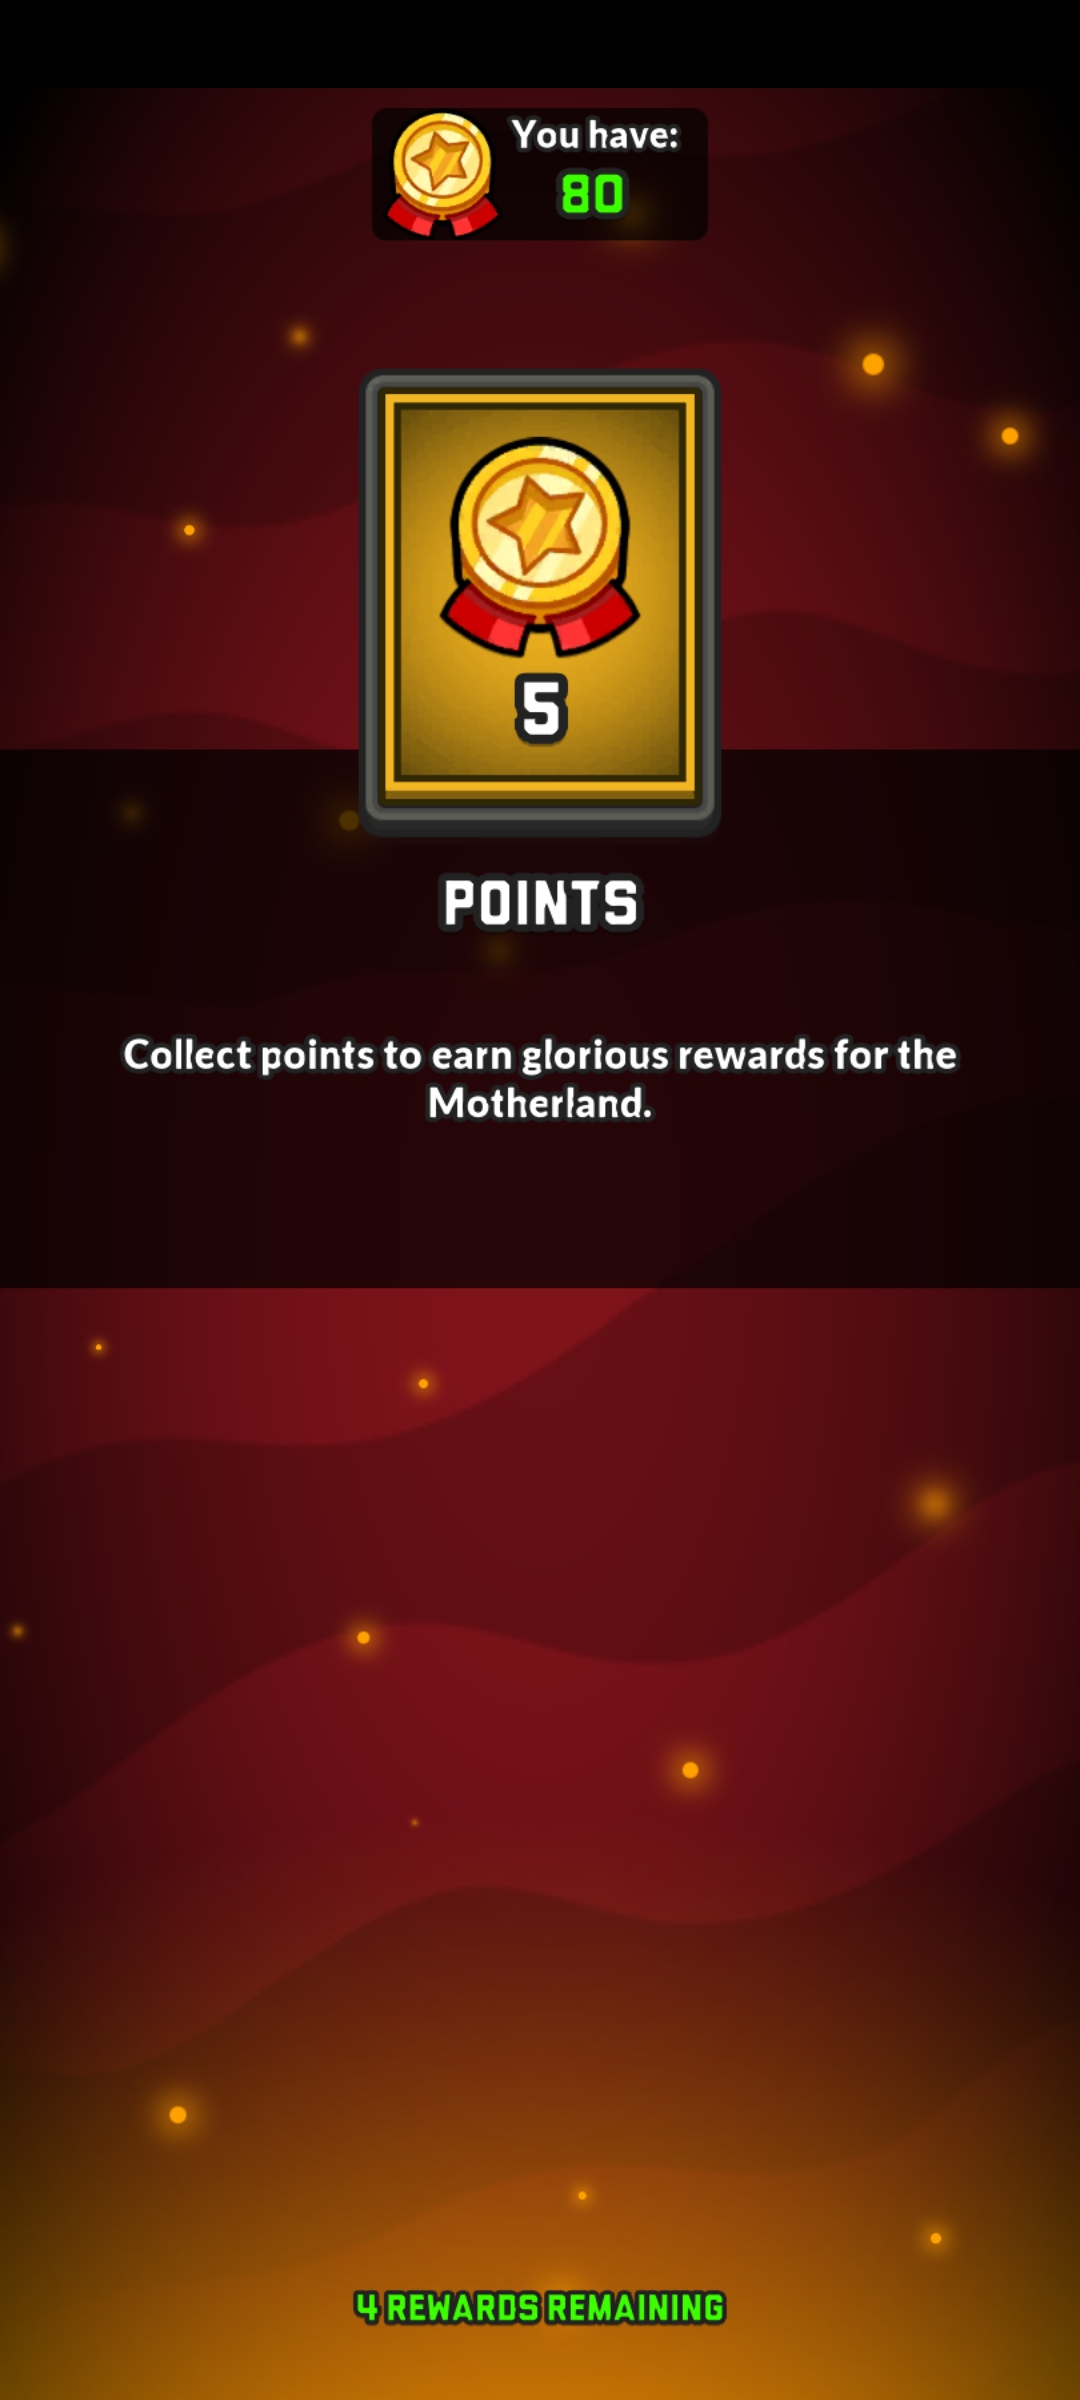 You have:
80
5
POINTS
Collect points to earn glorious rewards for the
Motherland.
4 REWARDS REMAINING